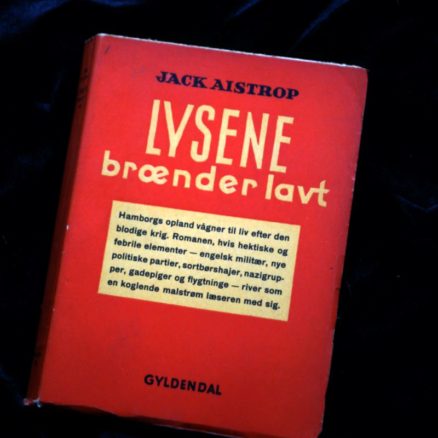 JACK AISTROP
LYSENE
brænder lavt
Hamborgs opland vågner til liv efter den
blodige krig. Romanen, hvis hektiske og
febrile elementer — engelsk militær, nye
politiske partier, sortbørshajer, nazigrup-
per, gadepiger og flygtninge — river som
en koglende malstrøm læseren med sig.
GYLDENDAL